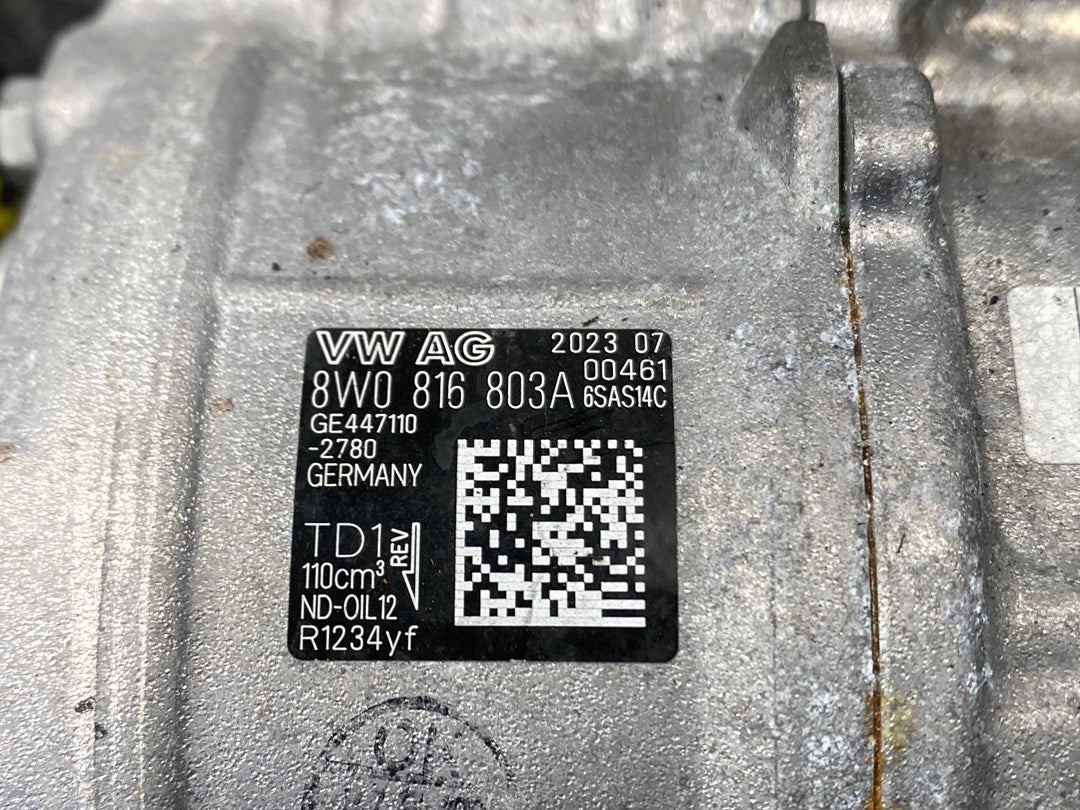 VW AG 2023 07
00461
8W0 816 803A 6SAS14C
GE447110
-2780
GERMANY
TD1 REV
110cm³
ND-OIL12
R1234yf